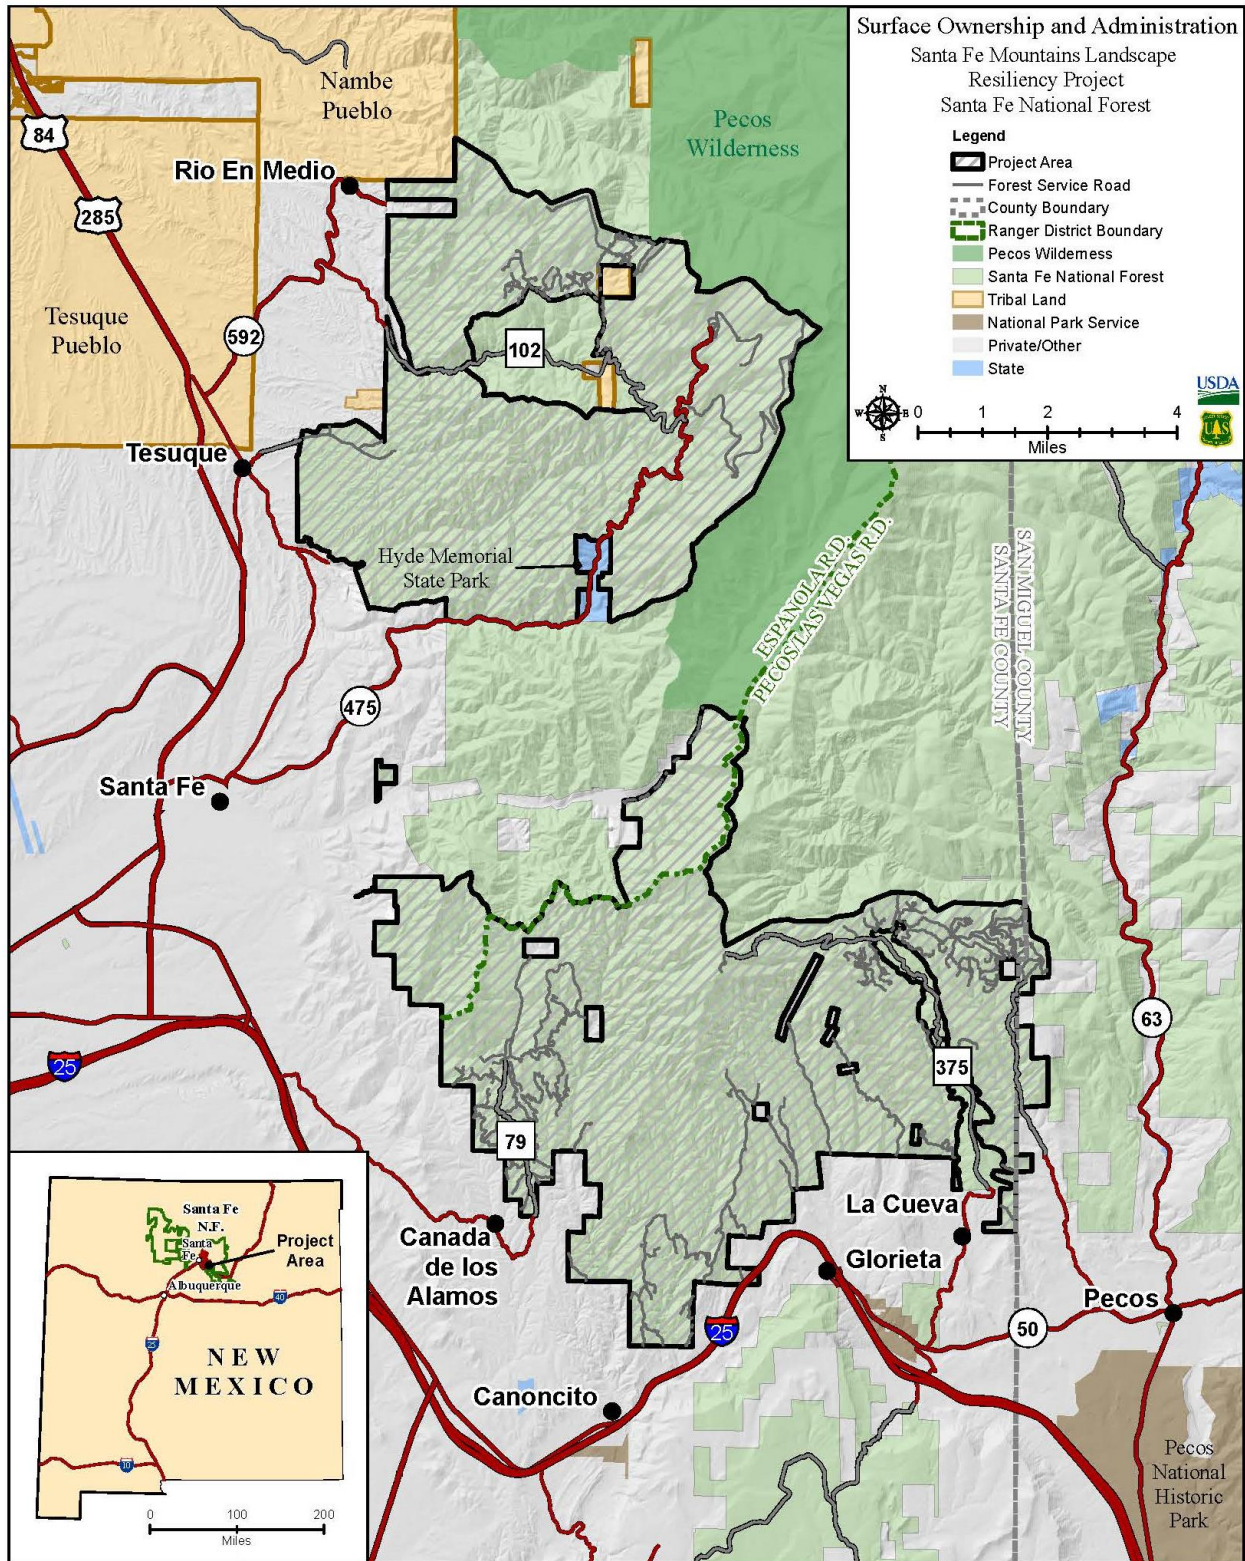 Surface Ownership and Administration
Santa Fe Mountains Landscape
Resiliency Project
Santa Fe National Forest
Legend
Project Area
Forest Service Road
County Boundary
Ranger District Boundary
Pecos Wilderness
Santa Fe National Forest
Tribal Land
National Park Service
Private/Other
State
N
W E
S
0 1 2 4
Miles
USDA
UAS
Nambe
Pueblo
Pecos
Wilderness
84
Rio En Medio
285
Tesuque
Pueblo
592
102
Tesuque
Hyde Memorial
State Park
ESPANOLA R.D.
PECOS/LAS VEGAS R.D.
SAN MIGUEL COUNTY
SANTA FE COUNTY
475
Santa Fe
63
25
375
79
La Cueva
Canada
de los
Alamos
Glorieta
Pecos
25
50
Canoncito
Pecos
National
Historic
Park
Santa Fe
N.F.
Santa
Fe
Project
Area
Albuquerque
40
25
NEW
MEXICO
10
0 100 200
Miles